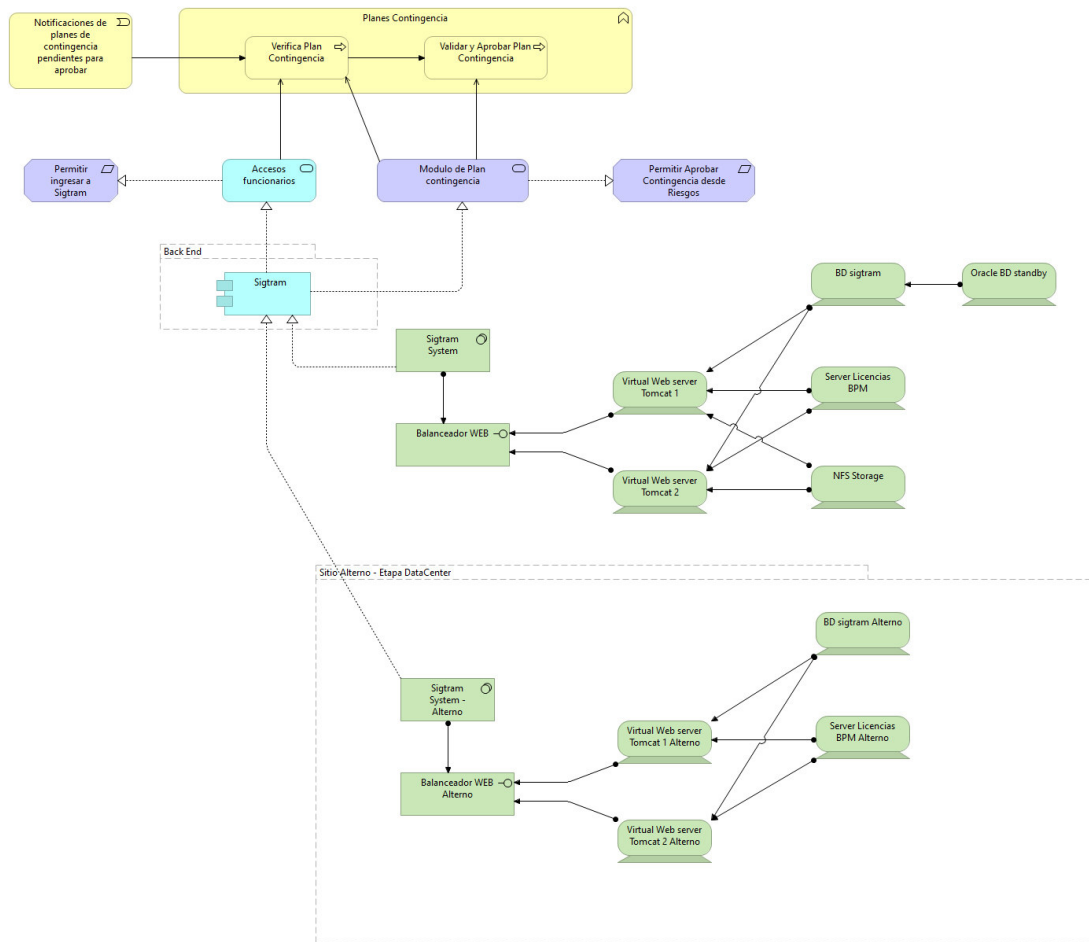 Notificaciones de
planes de
contingencia
pendientes para
aprobar
Planes Contingencia
Verifica Plan
Contingencia
Validar y Aprobar Plan
Contingencia
Permitir
ingresar a
Sigtram
Accesos
funcionarios
Modulo de Plan
contingencia
Permitir Aprobar
Contingencia desde
Riesgos
Back End
Sigtram
BD sigtram
Oracle BD standby
Sigtram
System
Virtual Web server
Tomcat 1
Server Licencias
BPM
Balanceador WEB
Virtual Web server
Tomcat 2
NFS Storage
Sitio Alterno - Etapa DataCenter
BD sigtram Alterno
Sigtram
System -
Alterno
Virtual Web server
Tomcat 1 Alterno
Server Licencias
BPM Alterno
Balanceador WEB
Alterno
Virtual Web server
Tomcat 2 Alterno